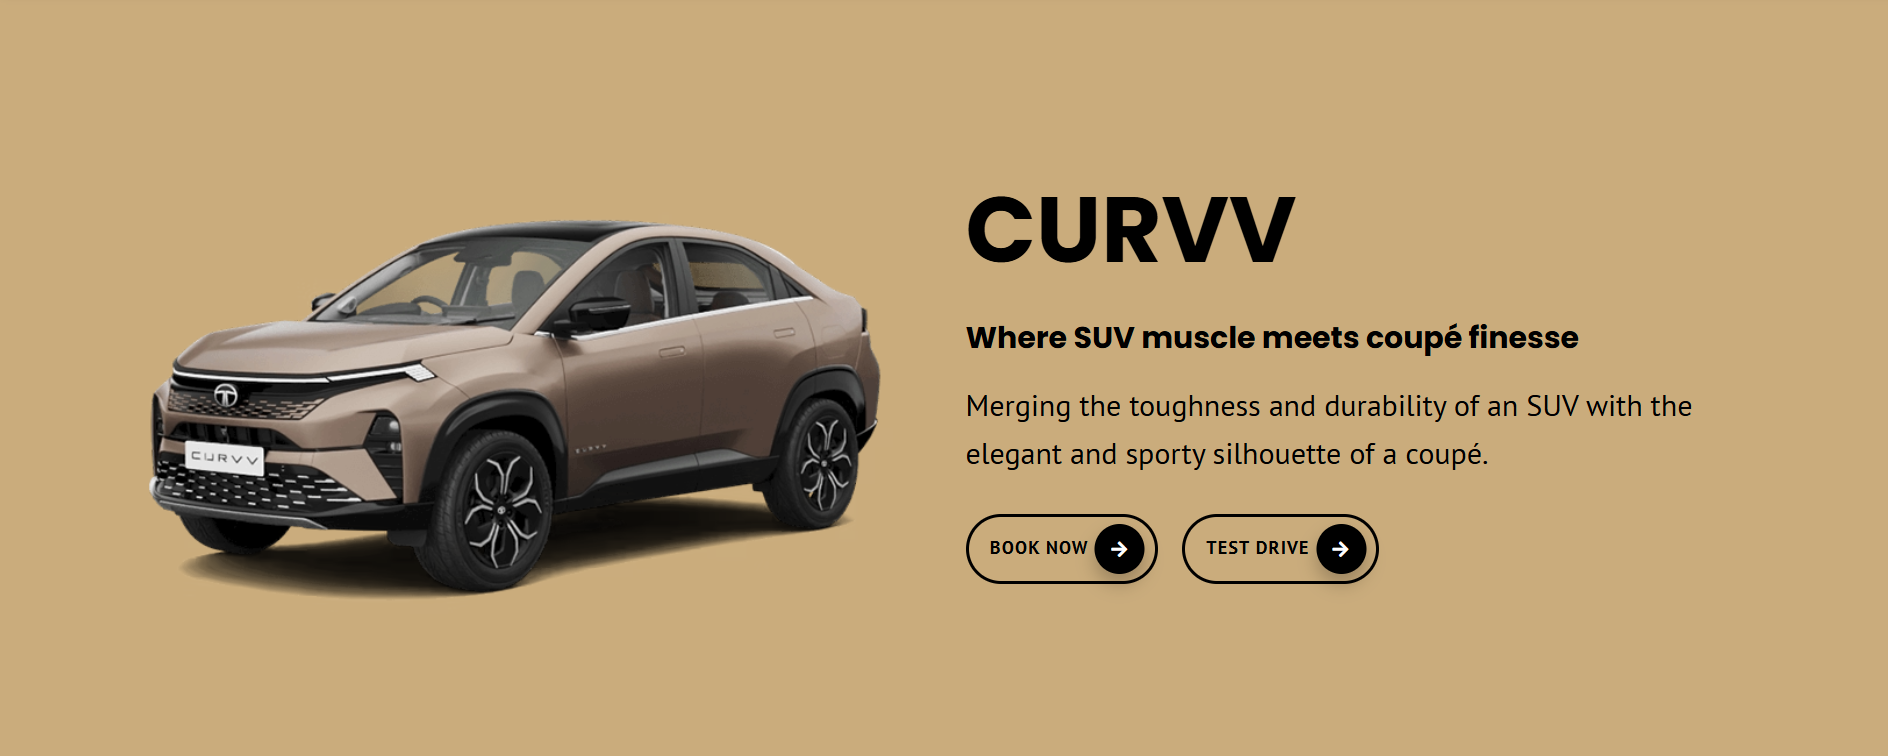 CURVV
Where SUV muscle meets coupé finesse
Merging the toughness and durability of an SUV with the
elegant and sporty silhouette of a coupé.
BOOK NOW
TEST DRIVE
CURVV
CURVV